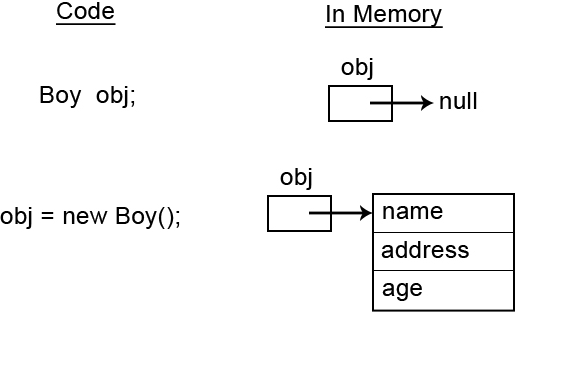 Code
In Memory
obj
Boy obj;
null
obj
obj = new Boy();
name
address
age